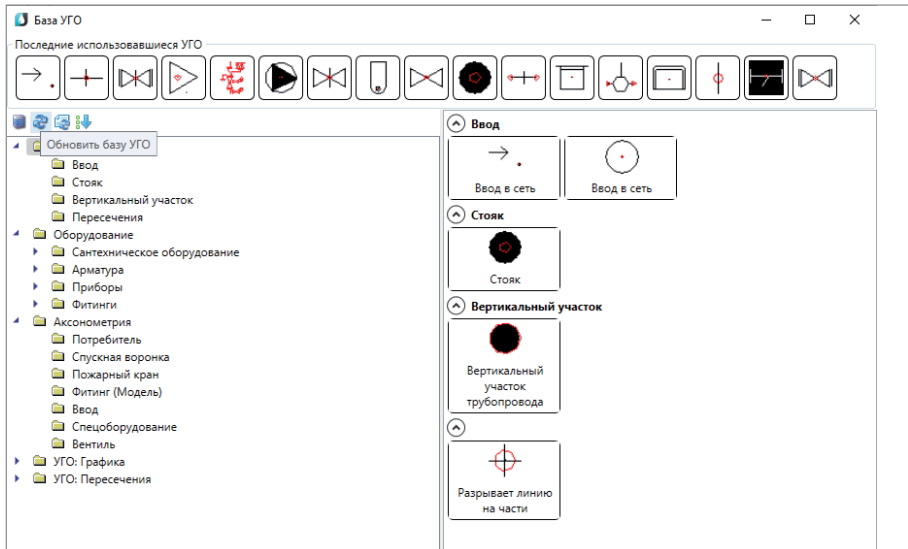 База УГО
Последние использовавшиеся УГО
Обновить базу УГО
Ввод
Стояк
Вертикальный участок
Пересечения
Оборудование
Сантехническое оборудование
Арматура
Приборы
Фитинги
Аксонометрия
Потребитель
Спускная воронка
Пожарный кран
Фитинг (Модель)
Ввод
Спецоборудование
Вентиль
УГО: Графика
УГО: Пересечения
Ввод
Ввод в сеть
Ввод в сеть
Стояк
Стояк
Вертикальный участок
Вертикальный
участок
трубопровода
Разрывает линию
на части